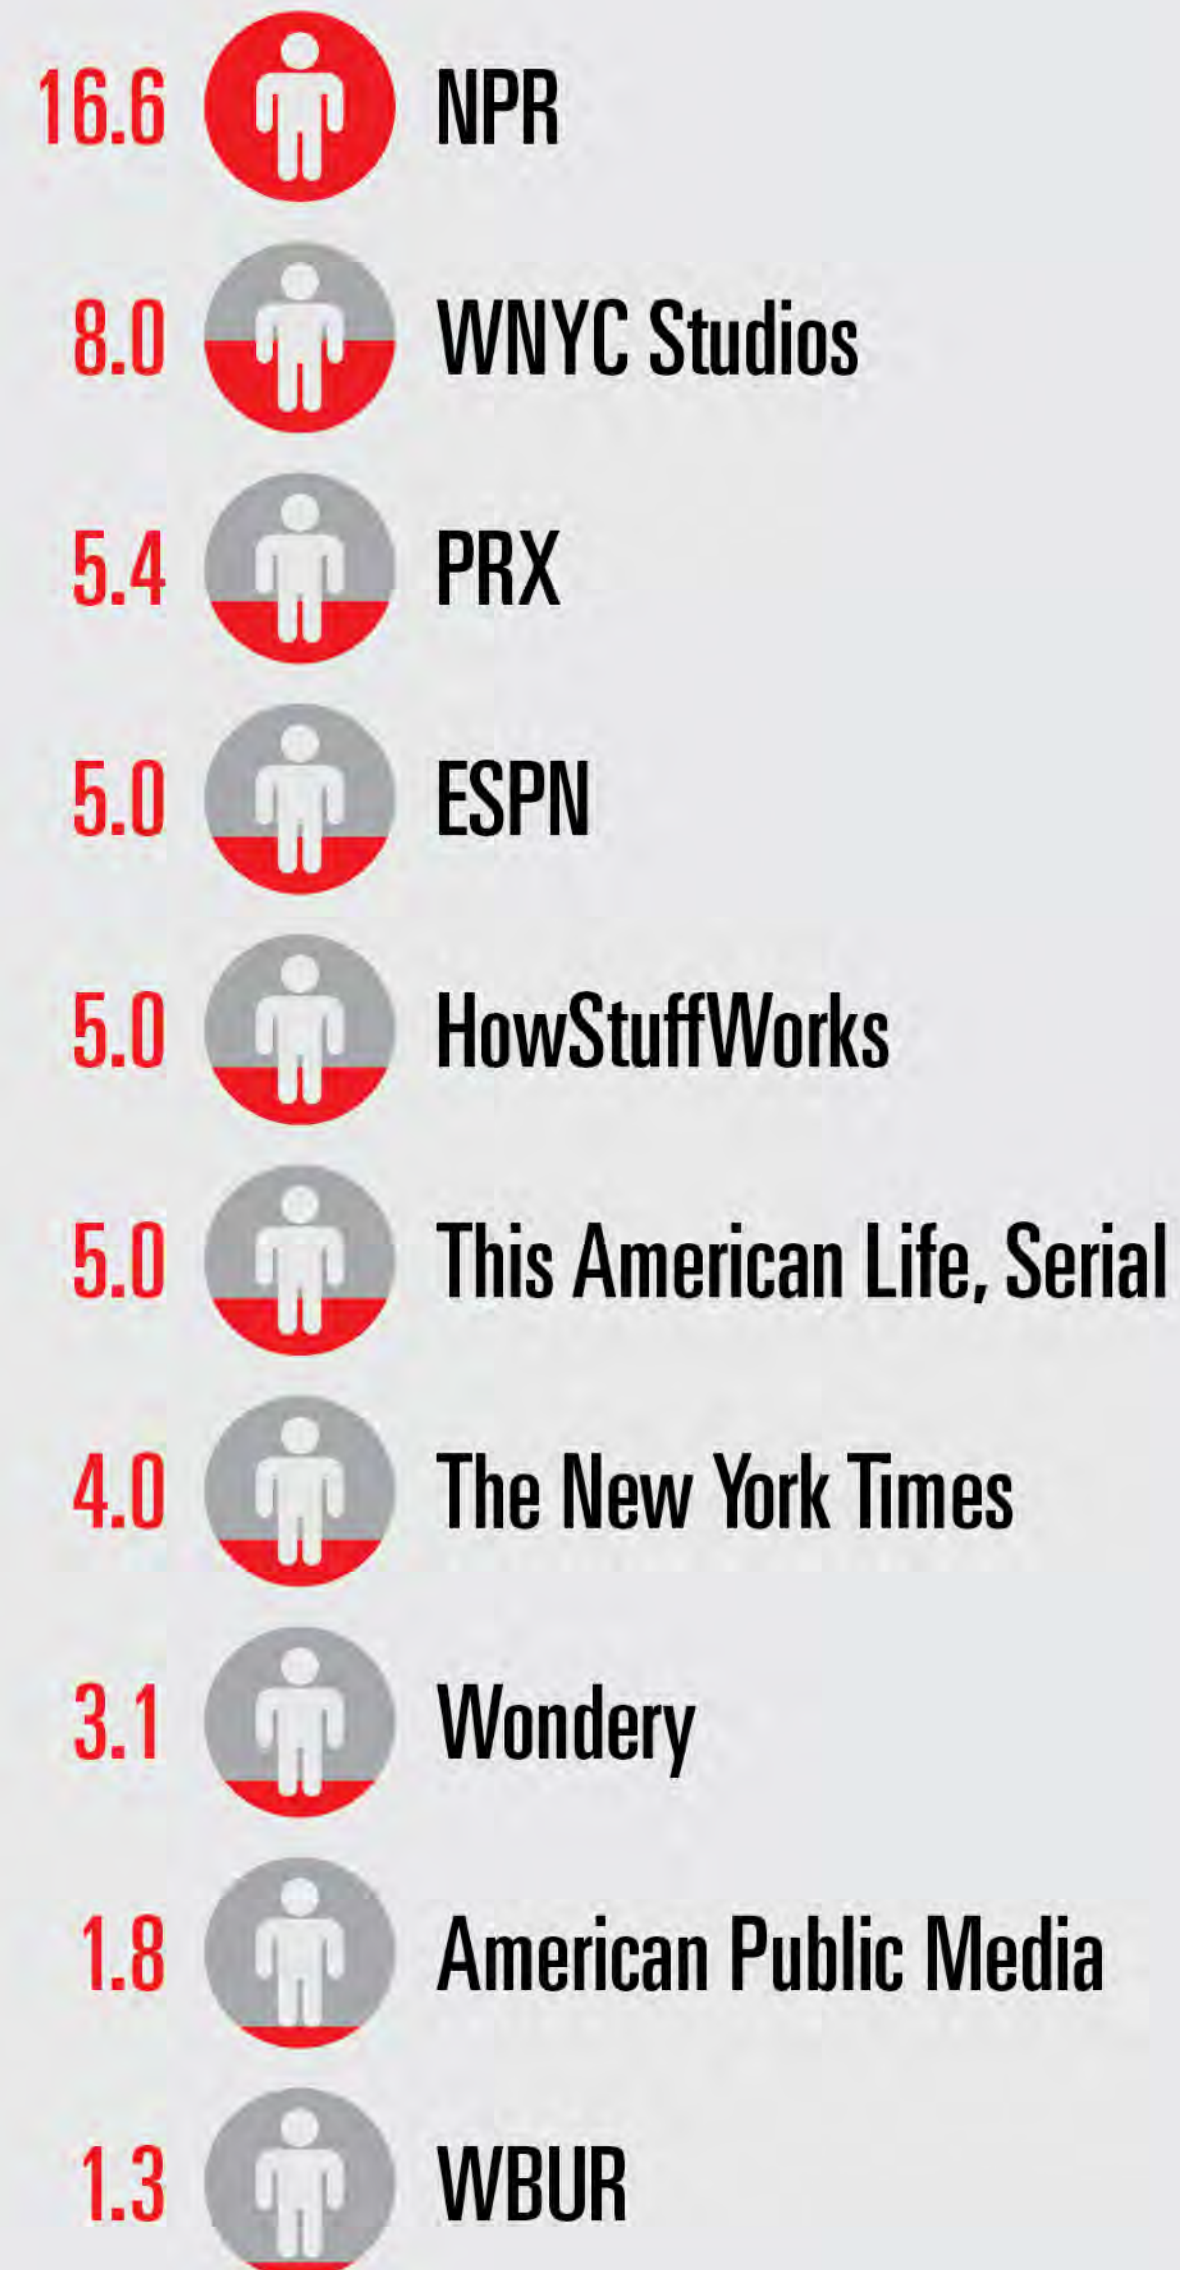 16.6 NPR
8.0 WNYC Studios
5.4 PRX
5.0 ESPN
5.0 HowStuffWorks
5.0 This American Life, Serial
4.0 The New York Times
3.1 Wondery
1.8 American Public Media
1.3 WBUR